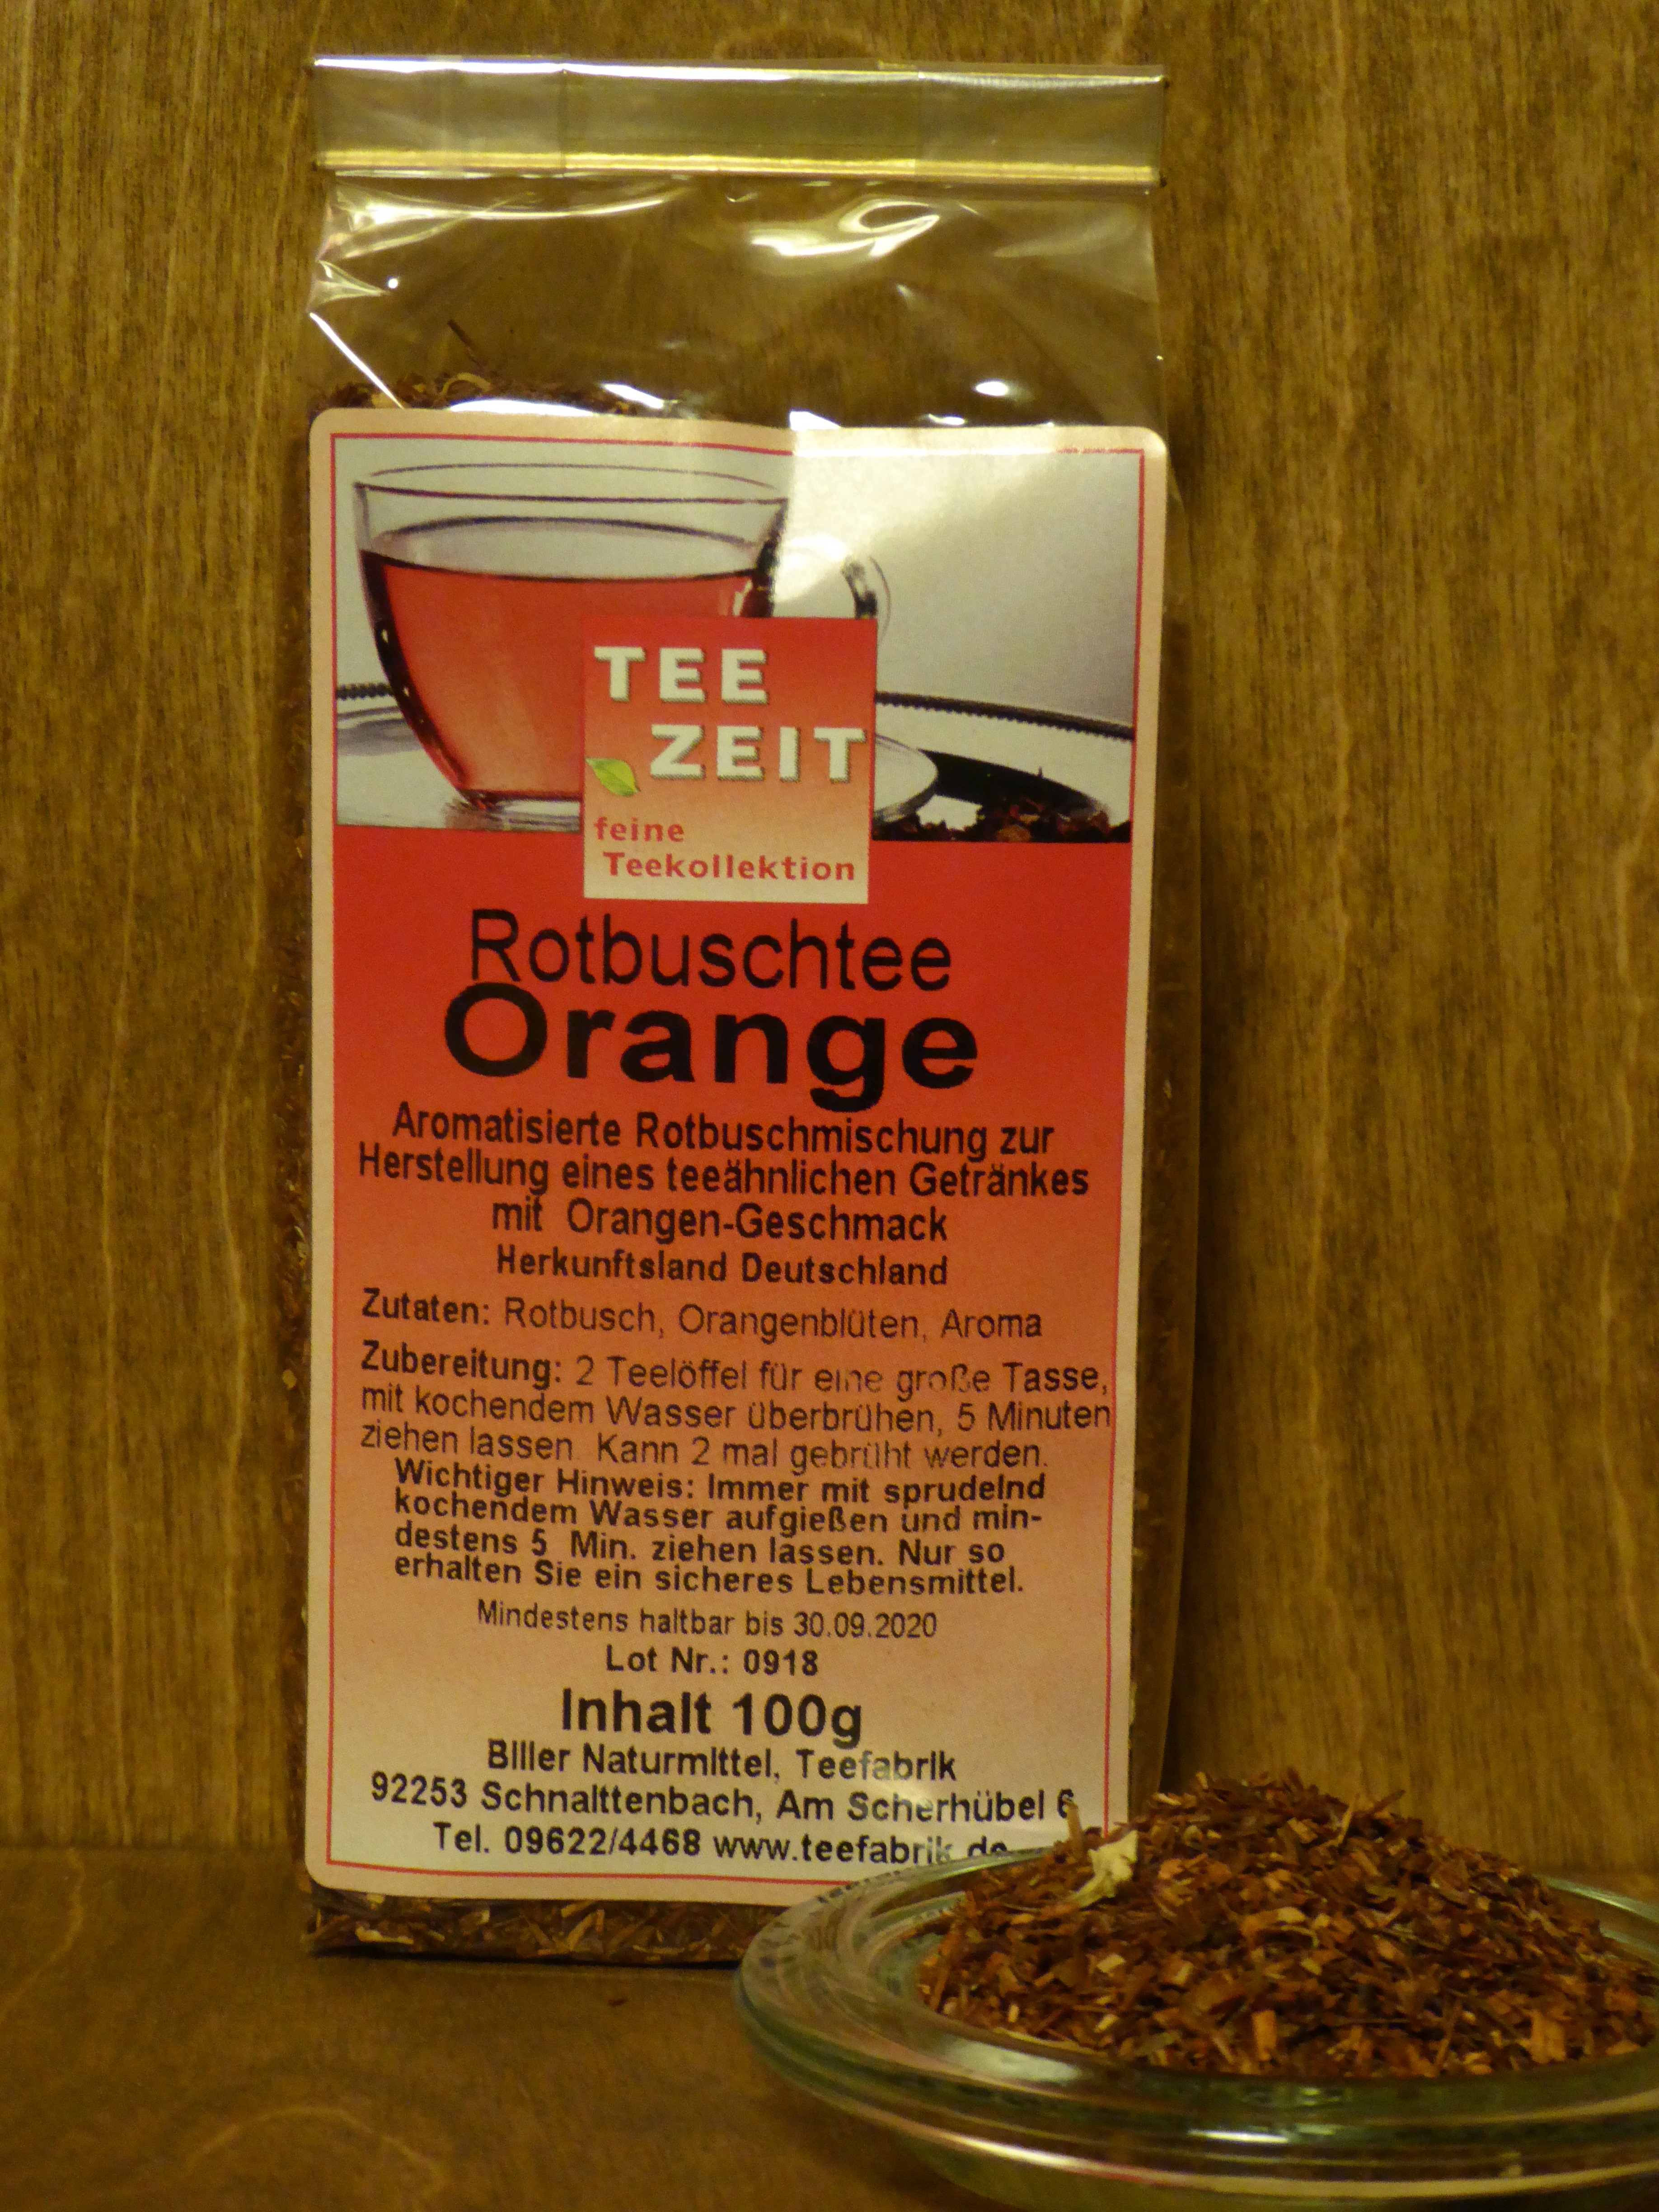 TEE
ZEIT
feine
Teekollektion
Rotbuschtee
Orange
Aromatisierte Rotbuschmischung zur
Herstellung eines teeähnlichen Getränkes
mit Orangen-Geschmack
Herkunftsland Deutschland
Zutaten: Rotbusch, Orangenblüten, Aroma
Zubereitung: 2 Teelöffel für eine große Tasse,
mit kochendem Wasser überbrühen, 5 Minuten
ziehen lassen. Kann 2 mal gebrüht werden.
Wichtiger Hinweis: Immer mit sprudelnd
kochendem Wasser aufgießen und min-
destens 5 Min. ziehen lassen. Nur so
erhalten Sie ein sicheres Lebensmittel.
Mindestens haltbar bis 30.09.2020
Lot Nr.: 0918
Inhalt 100g
Biller Naturmittel, Teefabrik
92253 Schnaittenbach, Am Scherhübel 6
Tel. 09622/4468 www.teefabrik.de